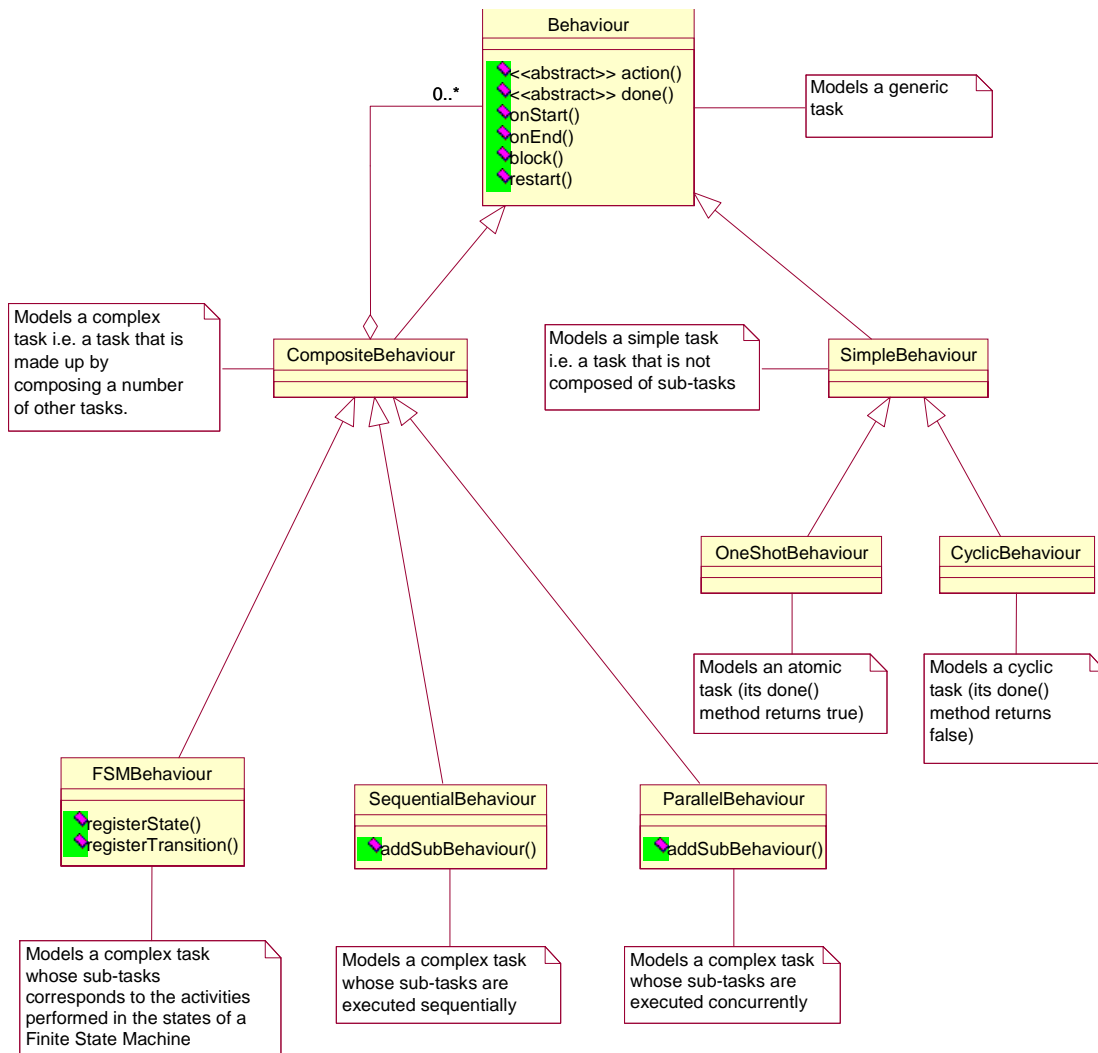 Behaviour
<<abstract>> action()
<<abstract>> done()
onStart()
onEnd()
block()
restart()
0..*
Models a generic
task
Models a complex
task i.e. a task that is
made up by
composing a number
of other tasks.
CompositeBehaviour
Models a simple task
i.e. a task that is not
composed of sub-tasks
SimpleBehaviour
OneShotBehaviour
CyclicBehaviour
Models an atomic
task (its done()
method returns true)
Models a cyclic
task (its done()
method returns
false)
FSMBehaviour
registerState()
registerTransition()
SequentialBehaviour
addSubBehaviour()
ParallelBehaviour
addSubBehaviour()
Models a complex task
whose sub-tasks
corresponds to the activities
performed in the states of a
Finite State Machine
Models a complex task
whose sub-tasks are
executed sequentially
Models a complex task
whose sub-tasks are
executed concurrently